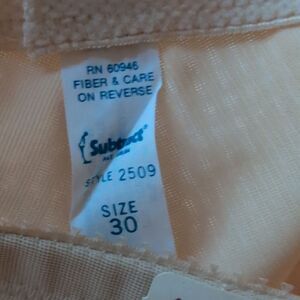 RN 60946
FIBER & CARE
ON REVERSE
Subtract
STYLE 2509
SIZE
30